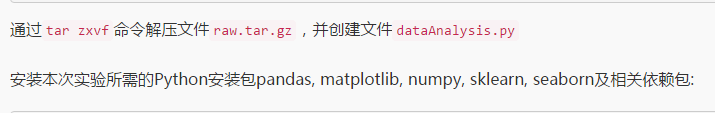 通过 tar zxvf 命令解压文件 raw.tar.gz ，并创建文件 dataAnalysis.py
安装本次实验所需的Python安装包pandas, matplotlib, numpy, sklearn, seaborn及相关依赖包: